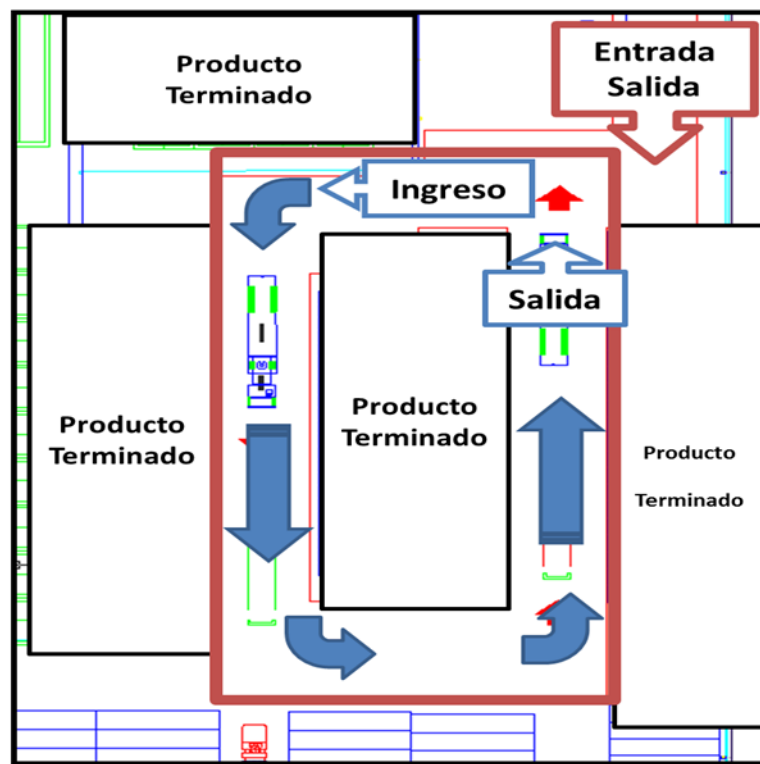 Producto
Terminado
Entrada
Salida
Ingreso
Salida
Producto
Terminado
Producto
Terminado
Producto
Terminado